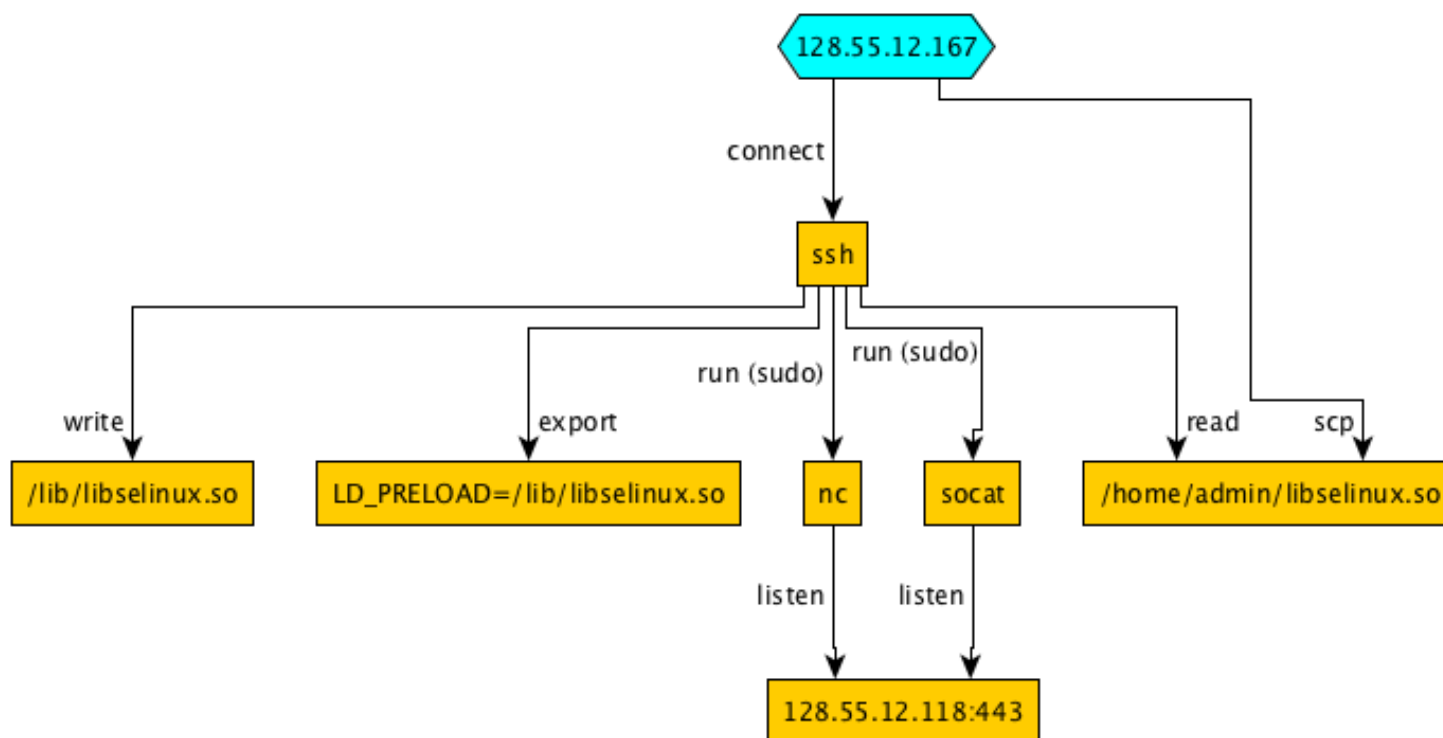 128.55.12.167
connect
ssh
run (sudo)
run (sudo)
write
export
read
scp
/lib/libselinux.so
LD_PRELOAD=/lib/libselinux.so
nc
socat
/home/admin/libselinux.so
listen
listen
128.55.12.118:443